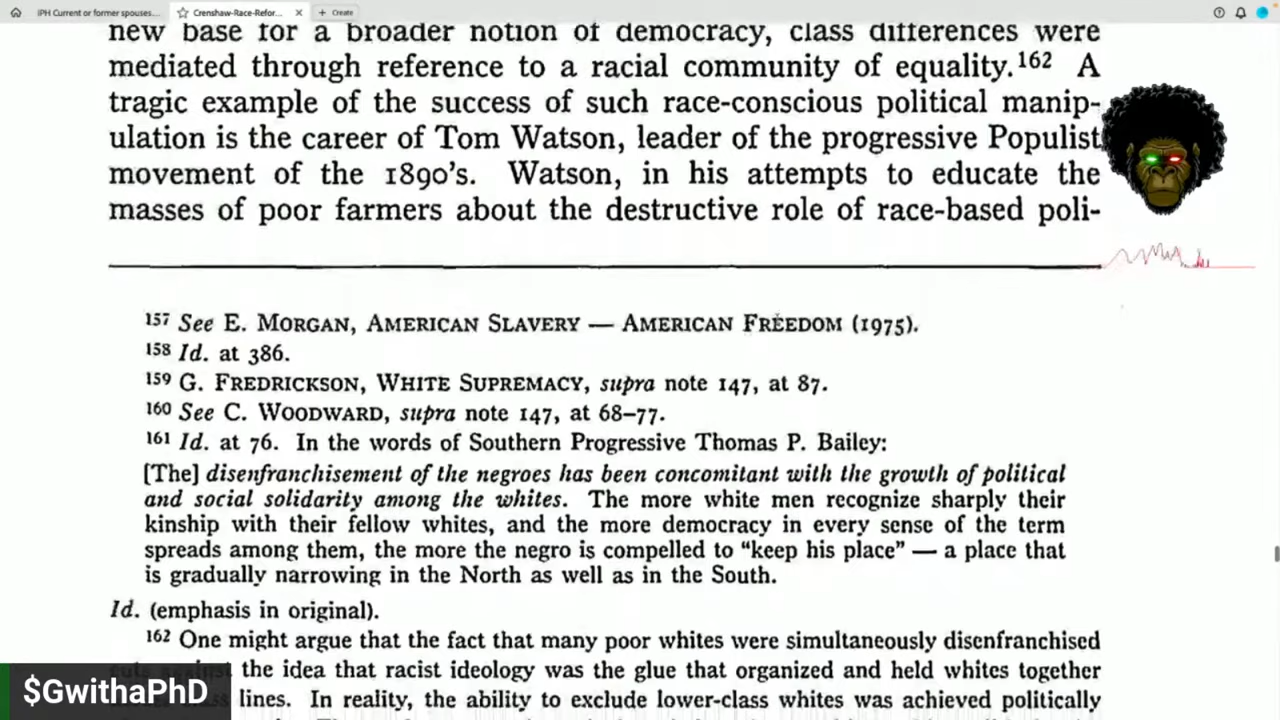 IPH Current or former spouses...
Crenshaw-Race-Refor...
Create
new base for a broader notion of democracy, class differences were
mediated through reference to a racial community of equality.162 A
tragic example of the success of such race-conscious political manip-
ulation is the career of Tom Watson, leader of the progressive Populist
movement of the 1890's. Watson, in his attempts to educate the
masses of poor farmers about the destructive role of race-based poli-
157 See E. MORGAN, AMERICAN SLAVERY — AMERICAN FREEDOM (1975).
158 Id. at 386.
159 G. FREDRICKSON, WHITE SUPREMACY, supra note 147, at 87.
160 See C. WOODWARD, supra note 147, at 68–77.
161 Id. at 76. In the words of Southern Progressive Thomas P. Bailey:
[The] disenfranchisement of the negroes has been concomitant with the growth of political
and social solidarity among the whites. The more white men recognize sharply their
kinship with their fellow whites, and the more democracy in every sense of the term
spreads among them, the more the negro is compelled to "keep his place" — a place that
is gradually narrowing in the North as well as in the South.
Id. (emphasis in original).
162 One might argue that the fact that many poor whites were simultaneously disenfranchised
the idea that racist ideology was the glue that organized and held whites together
lines. In reality, the ability to exclude lower-class whites was achieved politically
$GwithaPhD